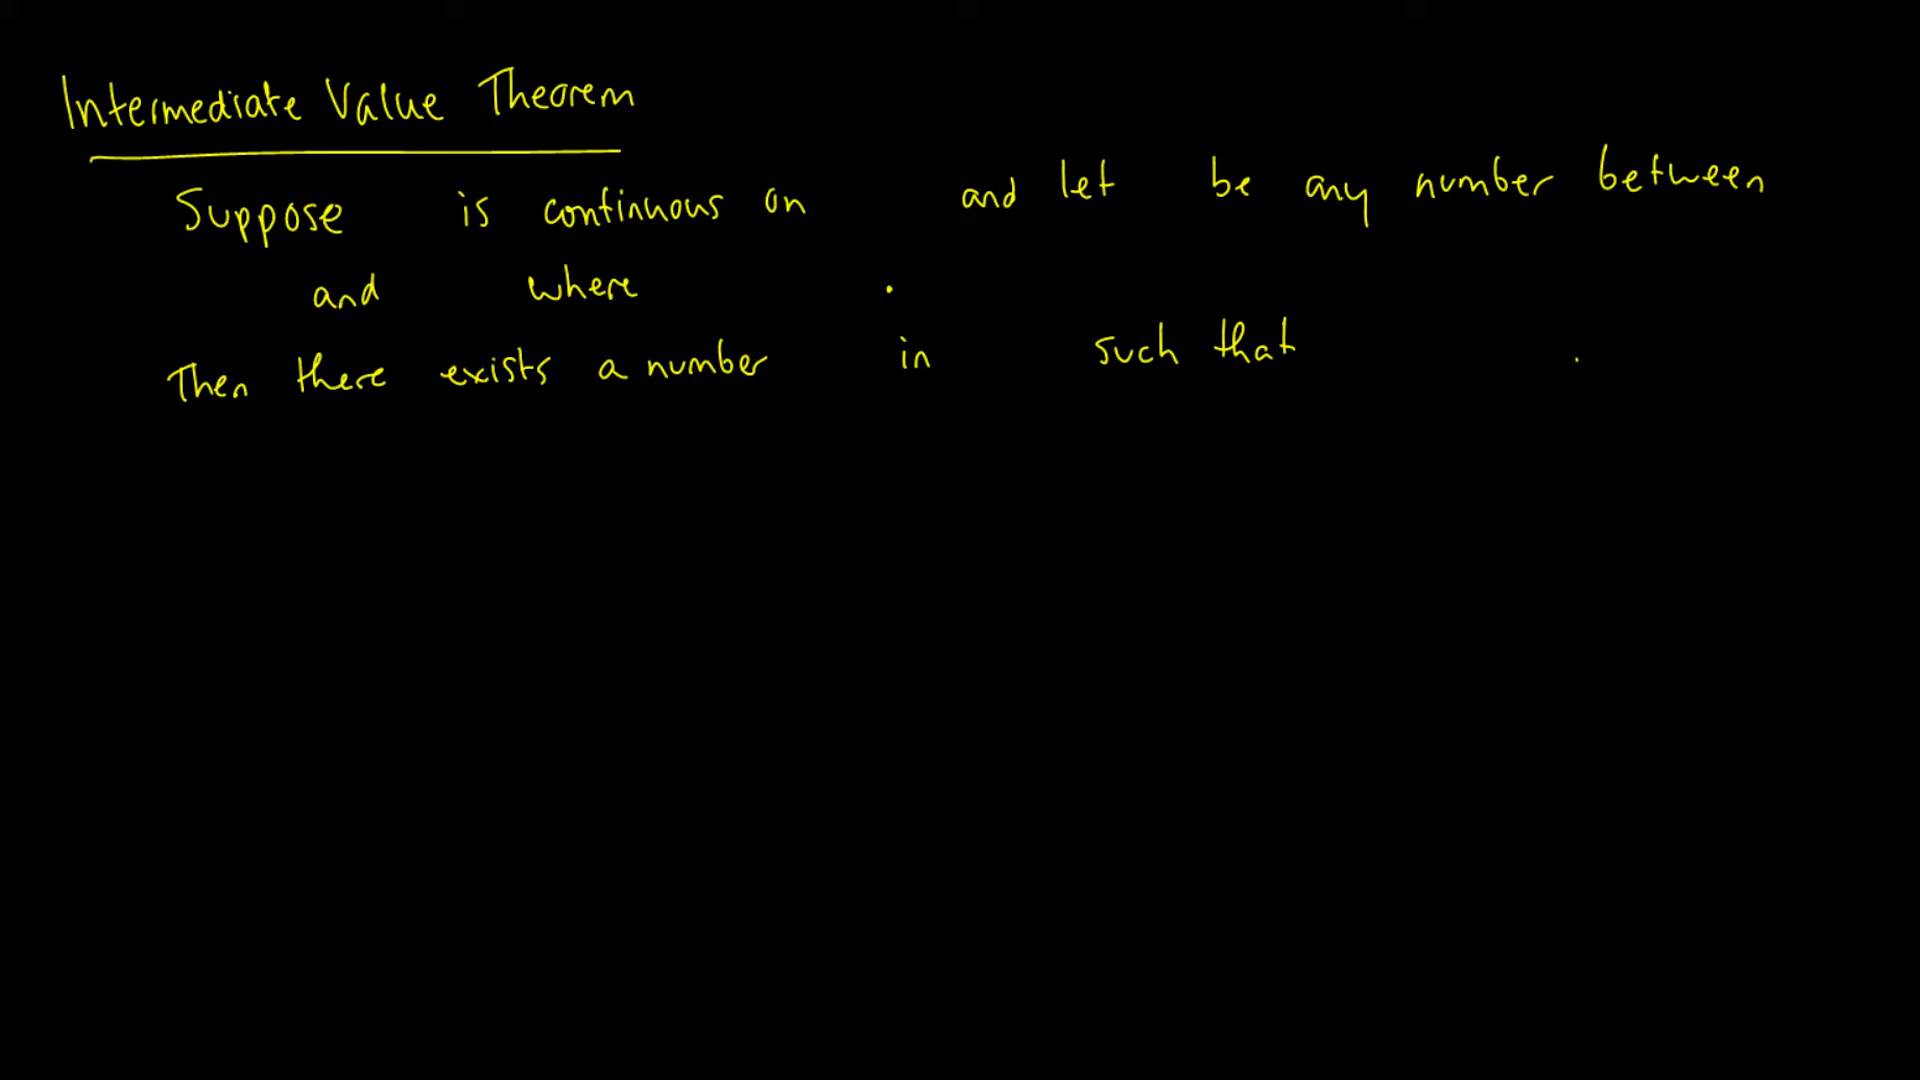 Intermediate Value Theorem
Suppose is continuous on and let be any number between
and where .
Then there exists a number in such that .